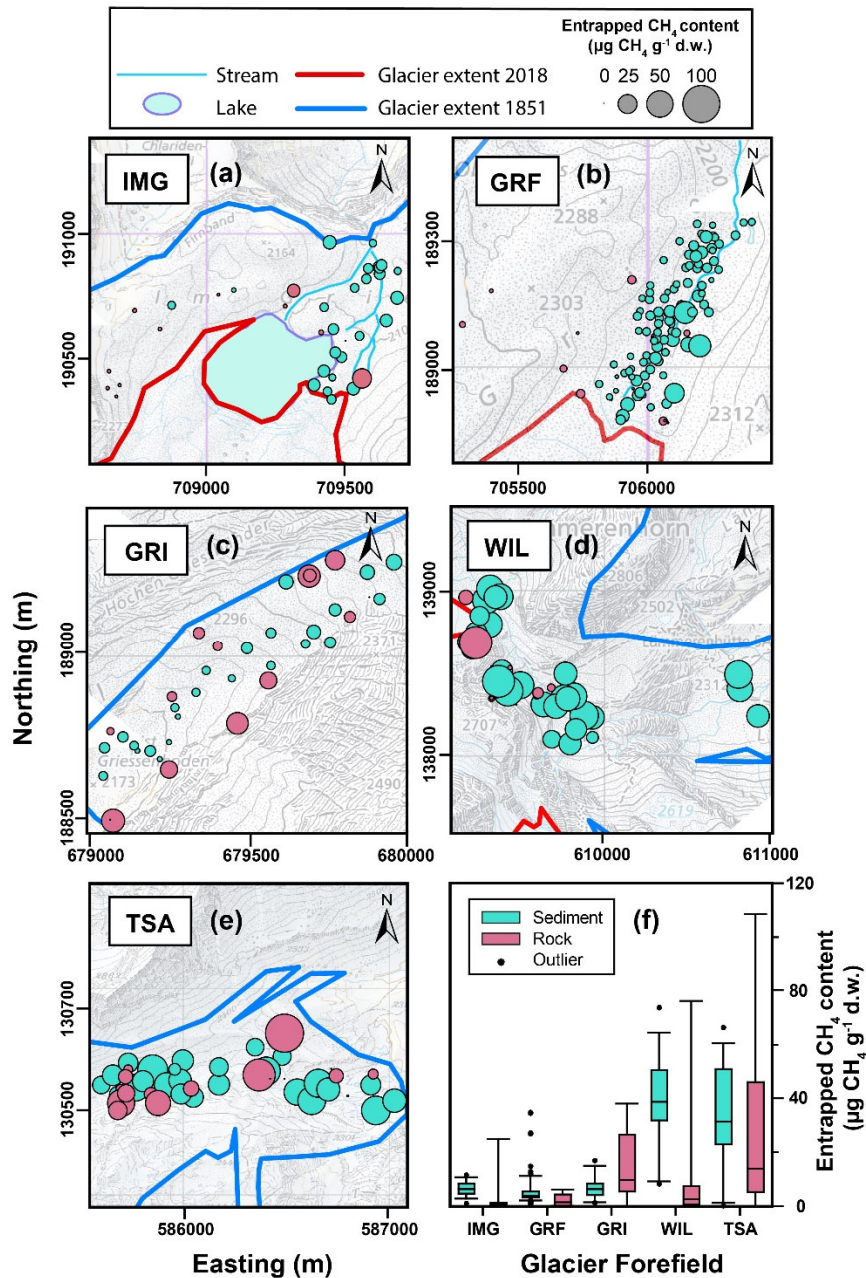 Entrapped CH₄ content
(µg CH₄ g⁻¹ d.w.)
0 25 50 100
Stream
Glacier extent 2018
Lake
Glacier extent 1851
IMG
(a)
N
Firnband
2164
191000
190500
709000
709500
GRF
(b)
N
2200
2288
2303
G
r
2312
189300
189000
705500
706000
GRI
(c)
N
2296
2371
Griessenboden
2173
2490
189000
188500
679000
679500
680000
WIL
(d)
N
2806
2502
2707
2619
139000
138000
610000
611000
TSA
(e)
N
130700
130500
586000
587000
Northing (m)
Easting (m)
Sediment
Rock
Outlier
(f)
120
80
40
0
Entrapped CH₄ content
(µg CH₄ g⁻¹ d.w.)
IMG GRF GRI WIL TSA
Glacier Forefield